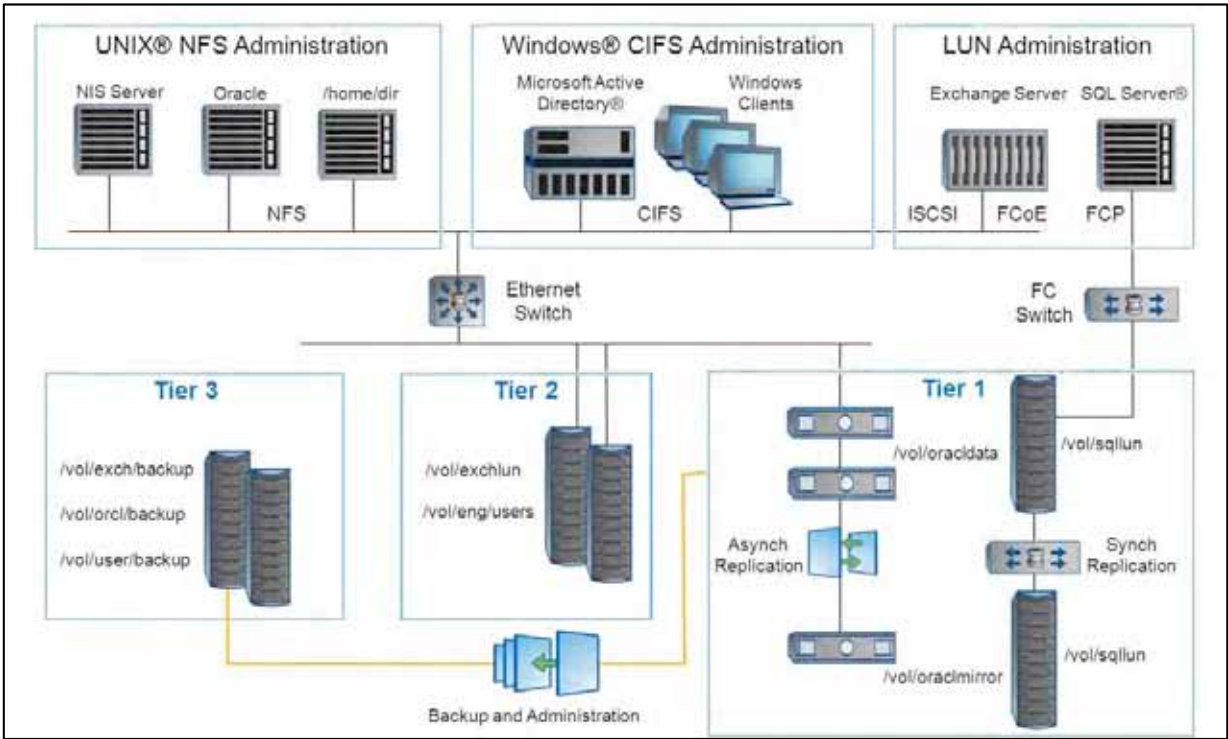 UNIX® NFS Administration
NIS Server
Oracle
/home/dir
NFS
Windows® CIFS Administration
Microsoft Active
Directory®
Windows
Clients
CIFS
LUN Administration
Exchange Server
SQL Server®
ISCSI
FCoE
FCP
Ethernet
Switch
FC
Switch
Tier 3
/vol/exch/backup
/vol/orcl/backup
/vol/user/backup
Tier 2
/vol/exchlun
/vol/eng/users
Tier 1
/vol/oracldata
/vol/sqllun
Asynch
Replication
Synch
Replication
/vol/oraclmirror
/vol/sqllun
Backup and Administration